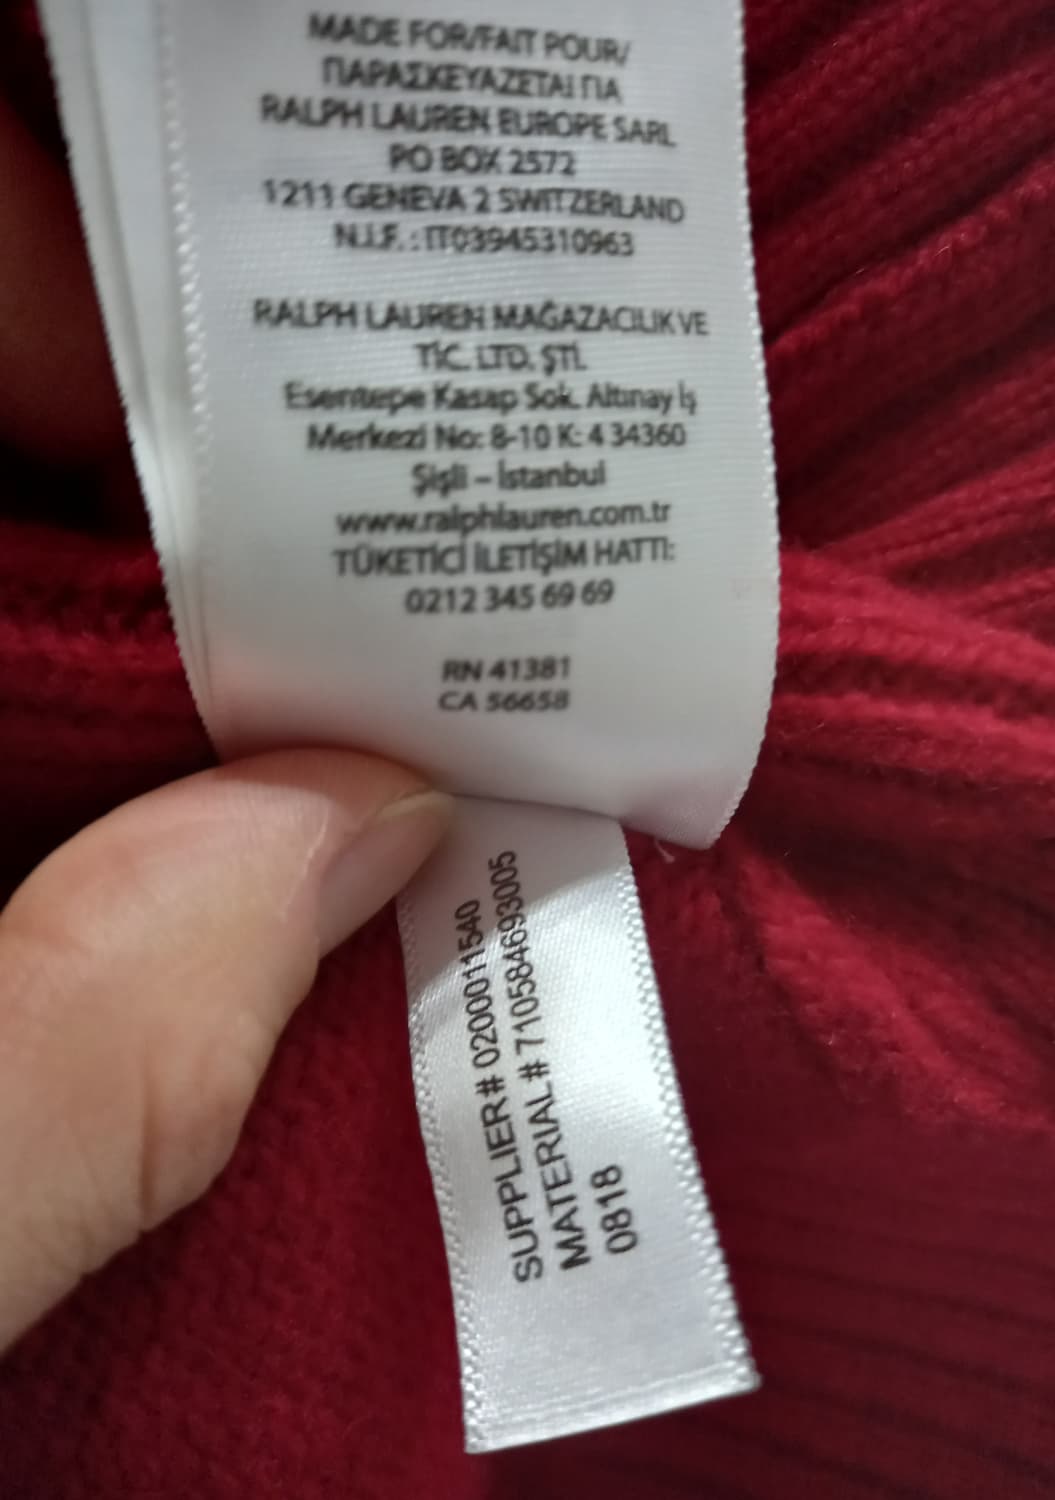 MADE FOR/FAIT POUR/
ΠΑΡΑΣΚΕΥΑΖΕΤΑΙ ΓΙΑ
RALPH LAUREN EUROPE SARL
PO BOX 2572
1211 GENEVA 2 SWITZERLAND
N.I.F. : IT03945310963
RALPH LAUREN MAĞAZACILIK VE
TİC. LTD. ŞTİ.
Esentepe Kasap Sok. Altınay İş
Merkezi No: 8-10 K: 4 34360
Şişli – İstanbul
www.ralphlauren.com.tr
TÜKETİCİ İLETİŞİM HATTI:
0212 345 69 69
RN 41381
CA 56658
SUPPLIER# 0200011540
MATERIAL# 710584693005
0818